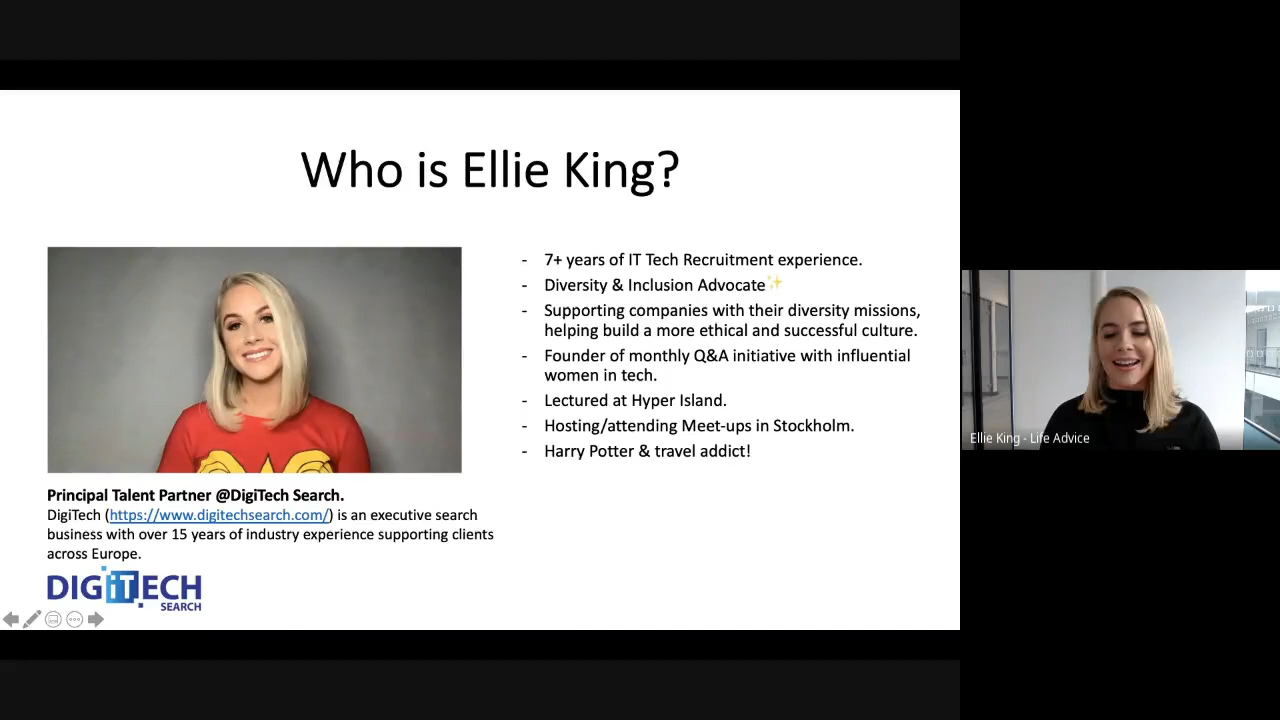 Who is Ellie King?
- 7+ years of IT Tech Recruitment experience.
- Diversity & Inclusion Advocate✨
- Supporting companies with their diversity missions,
helping build a more ethical and successful culture.
- Founder of monthly Q&A initiative with influential
women in tech.
- Lectured at Hyper Island.
- Hosting/attending Meet-ups in Stockholm.
- Harry Potter & travel addict!
Principal Talent Partner @DigiTech Search.
DigiTech (https://www.digitechsearch.com/) is an executive search
business with over 15 years of industry experience supporting clients
across Europe.
DIGiTECH
SEARCH
Ellie King - Life Advice